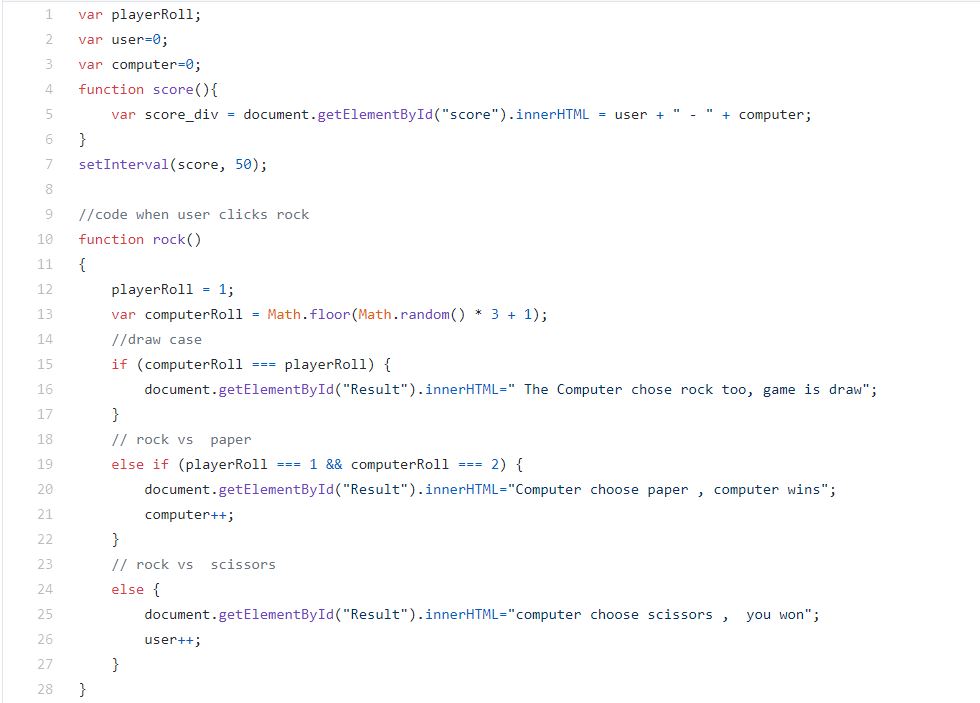 1 var playerRoll;
2 var user=0;
3 var computer=0;
4 function score(){
5     var score_div = document.getElementById("score").innerHTML = user + " - " + computer;
6 }
7 setInterval(score, 50);
8
9 //code when user clicks rock
10 function rock()
11 {
12     playerRoll = 1;
13     var computerRoll = Math.floor(Math.random() * 3 + 1);
14     //draw case
15     if (computerRoll === playerRoll) {
16         document.getElementById("Result").innerHTML=" The Computer chose rock too, game is draw";
17     }
18     // rock vs  paper
19     else if (playerRoll === 1 && computerRoll === 2) {
20         document.getElementById("Result").innerHTML="Computer choose paper , computer wins";
21         computer++;
22     }
23     // rock vs  scissors
24     else {
25         document.getElementById("Result").innerHTML="computer choose scissors ,  you won";
26         user++;
27     }
28 }